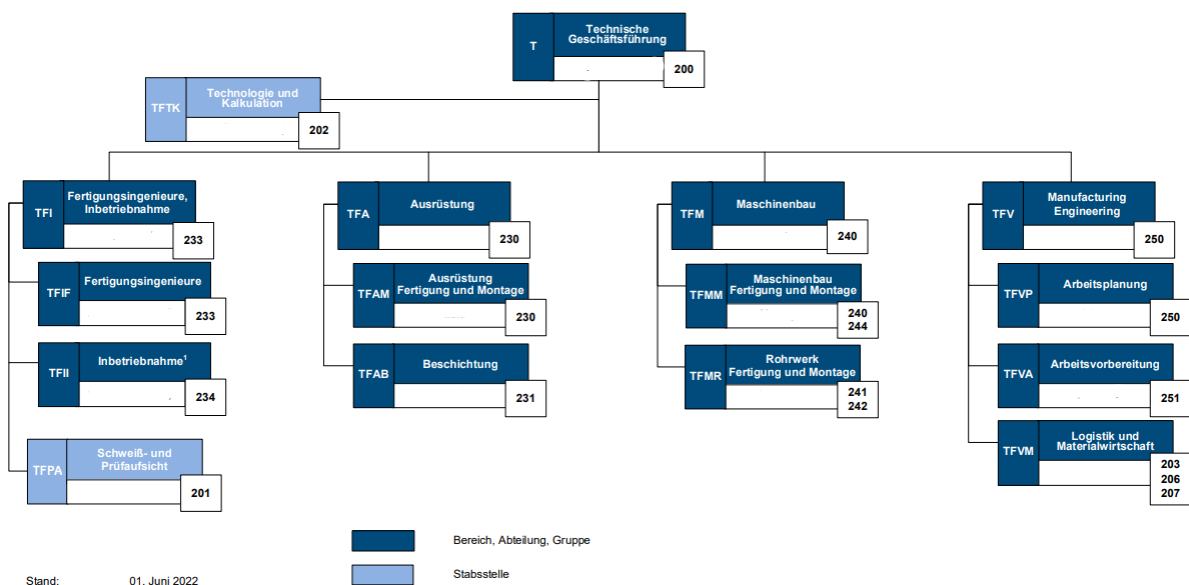 T
Technische
Geschäftsführung
200
TFTK
Technologie und
Kalkulation
202
TFI
Fertigungsingenieure,
Inbetriebnahme
233
TFIF
Fertigungsingenieure
233
TFII
Inbetriebnahme¹
234
TFPA
Schweiß- und
Prüfaufsicht
201
TFA
Ausrüstung
230
TFAM
Ausrüstung
Fertigung und Montage
230
TFAB
Beschichtung
231
TFM
Maschinenbau
240
TFMM
Maschinenbau
Fertigung und Montage
240
244
TFMR
Rohrwerk
Fertigung und Montage
241
242
TFV
Manufacturing
Engineering
250
TFVP
Arbeitsplanung
250
TFVA
Arbeitsvorbereitung
251
TFVM
Logistik und
Materialwirtschaft
203
206
207
Bereich, Abteilung, Gruppe
Stabsstelle
Stand: 01. Juni 2022